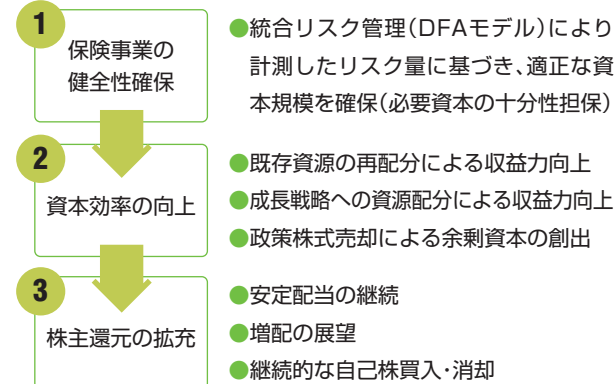 1
保険事業の
健全性確保
●統合リスク管理(DFAモデル)により
計測したリスク量に基づき、適正な資
本規模を確保(必要資本の十分性担保)
2
資本効率の向上
●既存資源の再配分による収益力向上
●成長戦略への資源配分による収益力向上
●政策株式売却による余剰資本の創出
3
株主還元の拡充
●安定配当の継続
●増配の展望
●継続的な自己株買入・消却